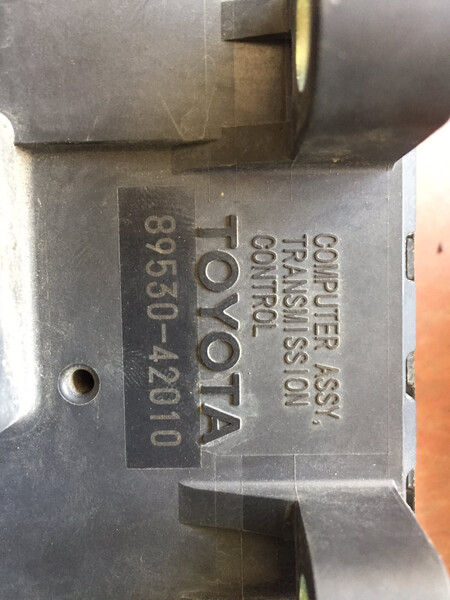 COMPUTER ASSY,
TRANSMISSION
CONTROL
TOYOTA
89530-42010